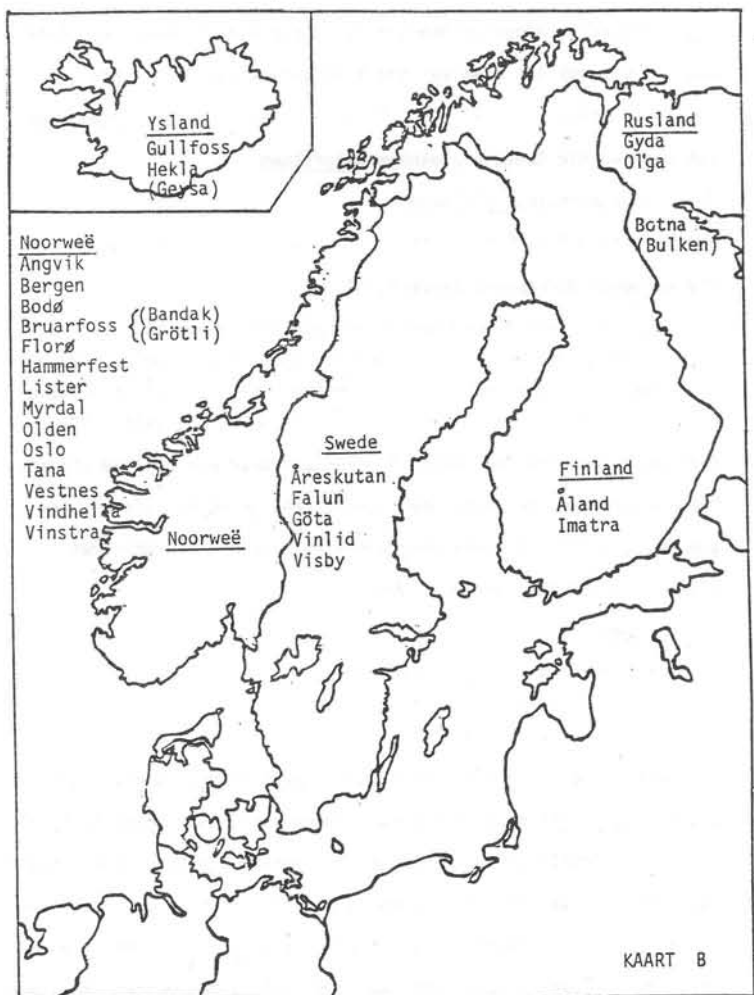 Ysland
Gullfoss
Hekla
(Geysa)
Rusland
Gyda
Ol'ga
Botna
(Bulken)
Noorweë
Angvik
Bergen
Bodø
Bruarfoss {(Bandak)
(Grötli)
Florø
Hammerfest
Lister
Myrdal
Olden
Oslo
Tana
Vestnes
Vindhella
Vinstra
Noorweë
Swede
Åreskutan
Falun
Göta
Vinlid
Visby
Finland
Åland
Imatra
KAART B